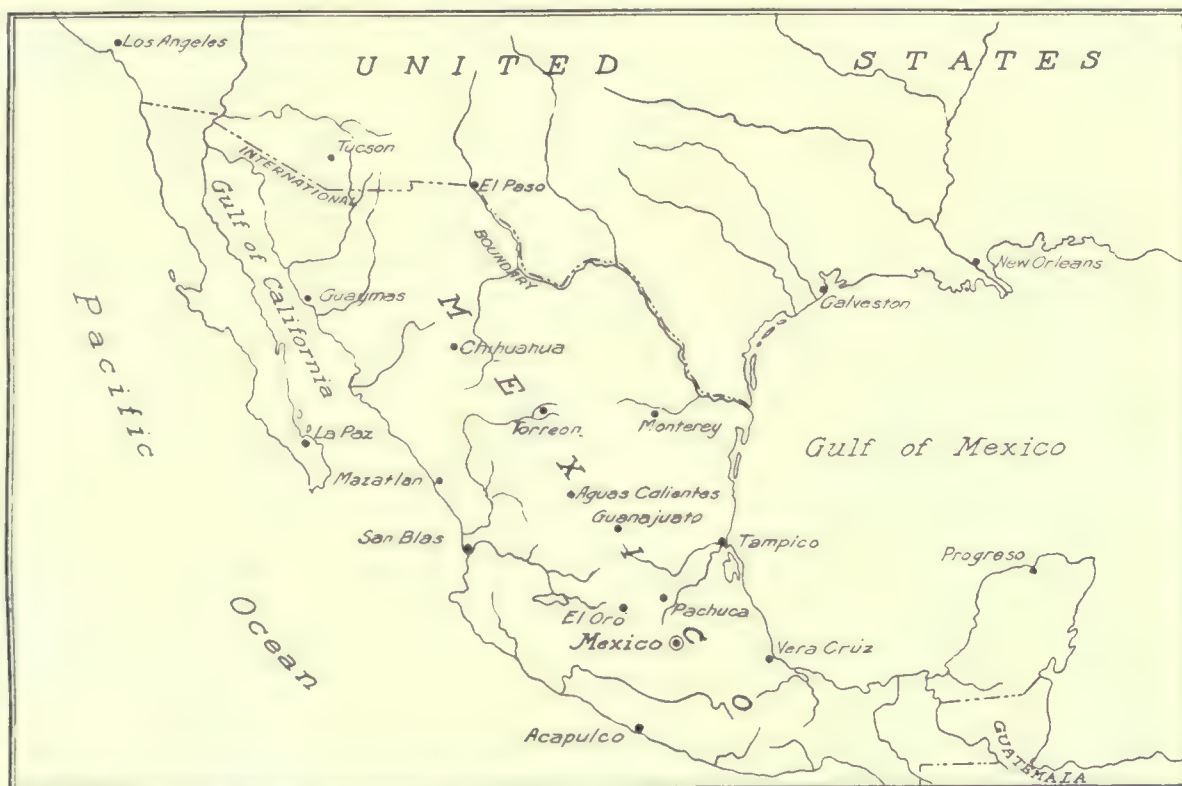 Los Angeles
UNITED STATES
Tucson
INTERNATIONAL
El Paso
BOUNDARY
New Orleans
Galveston
Gulf of California
Guaymas
Chihuahua
MEXICO
Pacific
Ocean
Torreon
Monterey
La Paz
Gulf of Mexico
Mazatlan
Aguas Calientes
Guanajuato
San Blas
Tampico
Progreso
El Oro
Pachuca
Mexico
Vera Cruz
Acapulco
GUATEMALA